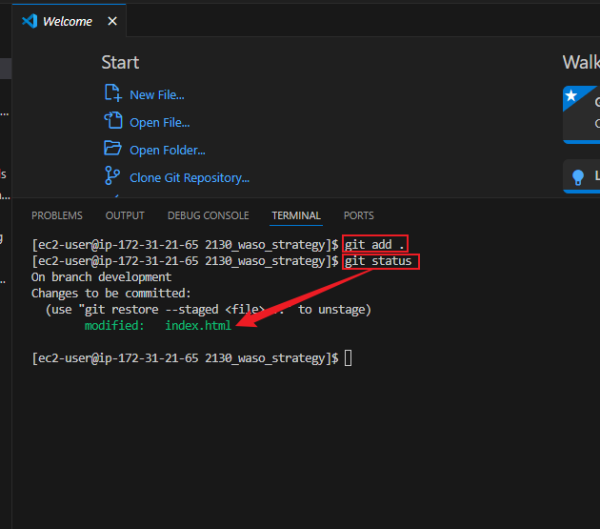 Welcome
Start
Walk
New File...
Open File...
Open Folder...
Clone Git Repository...
PROBLEMS OUTPUT DEBUG CONSOLE TERMINAL PORTS
[ec2-user@ip-172-31-21-65 2130_waso_strategy]$ git add .
[ec2-user@ip-172-31-21-65 2130_waso_strategy]$ git status
On branch development
Changes to be committed:
(use "git restore --staged <file> to unstage)
modified: index.html
[ec2-user@ip-172-31-21-65 2130_waso_strategy]$